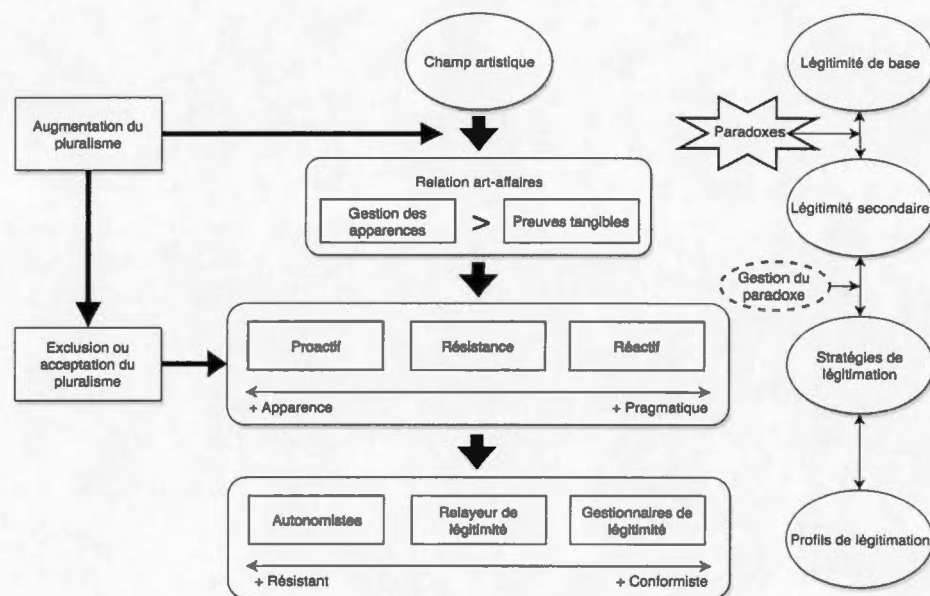 Champ artistique
Légitimité de base
Augmentation du
pluralisme
Paradoxes
Relation art-affaires
Gestion des
apparences
>
Preuves tangibles
Légitimité secondaire
Gestion du
paradoxe
Exclusion ou
acceptation du
pluralisme
Proactif
Résistance
Réactif
+ Apparence
+ Pragmatique
Stratégies de
légitimation
Autonomistes
Relayeur de
légitimité
Gestionnaires de
légitimité
+ Résistant
+ Conformiste
Profils de légitimation